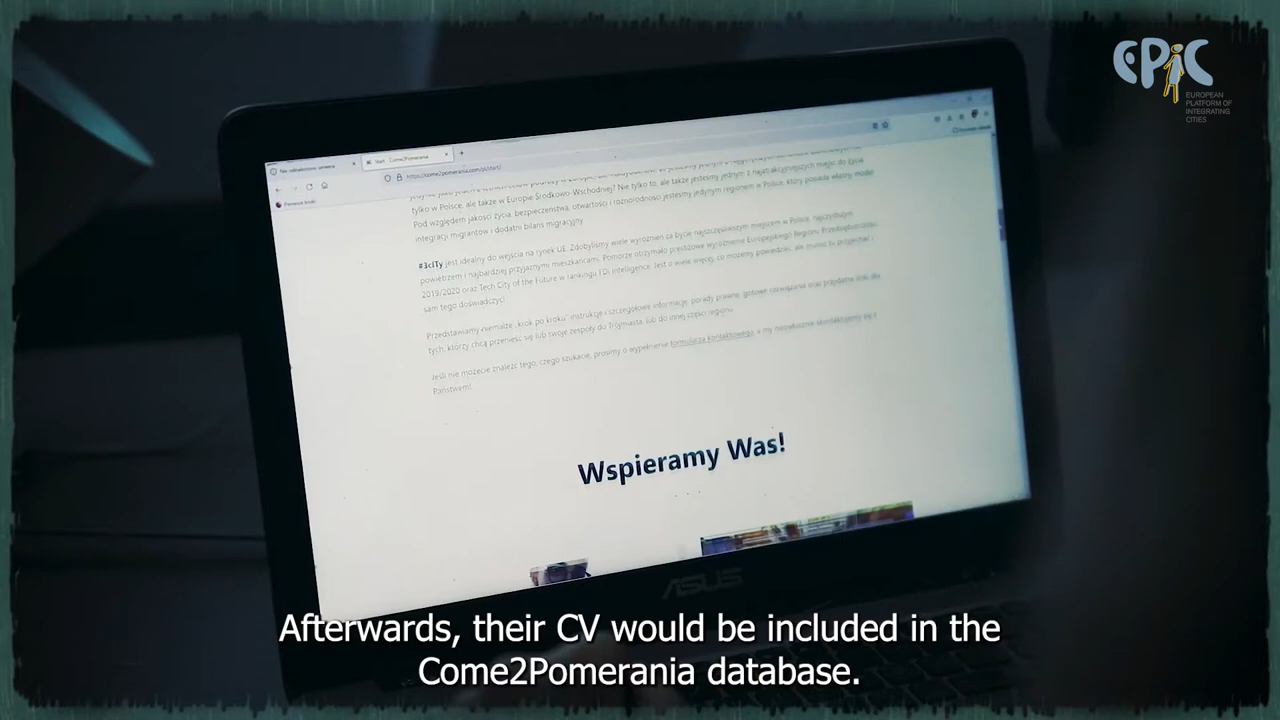 EPiC
EUROPEAN
PLATFORM OF
INTEGRATING
CITIES
Start - Come2Pomerania
https://come2pomerania.com/pl/start/
Pierwsze kroki
tylko w Polsce, ale także w Europie Środkowo-Wschodniej? Nie tylko to, ale także jesteśmy jednym z najatrakcyjniejszych miejsc do życia
Pod względem jakości życia, bezpieczeństwa, otwartości i różnorodności jesteśmy jedynym regionem w Polsce, który posiada własny model
integracji migrantów i dodatni bilans migracyjny
#3ciTy jest idealny do wejścia na rynek UE. Zdobyliśmy wiele wyróżnień za bycie najszczęśliwszym miejscem w Polsce, najczystszym
powietrzem i najbardziej przyjaznymi mieszkańcami. Pomorze otrzymało prestiżowe wyróżnienie Europejskiego Regionu Przedsiębiorczości
2019/2020 oraz Tech City of the Future w rankingu FDi Intelligence. Jest o wiele więcej, co możemy powiedzieć, ale musisz tu przyjechać i
sam tego doświadczyć!
Przedstawiamy niemalże „krok po kroku" instrukcje i szczegółowe informacje, porady prawne, gotowe rozwiązania oraz przydatne linki dla
tych, którzy chcą przenieść się lub swoje zespoły do Trójmiasta, lub do innej części regionu.
Jeśli nie możecie znaleźć tego, czego szukacie, prosimy o wypełnienie formularza kontaktowego, a my niezwłocznie skontaktujemy się z
Państwem!
Wspieramy Was!
ASUS
Afterwards, their CV would be included in the
Come2Pomerania database.